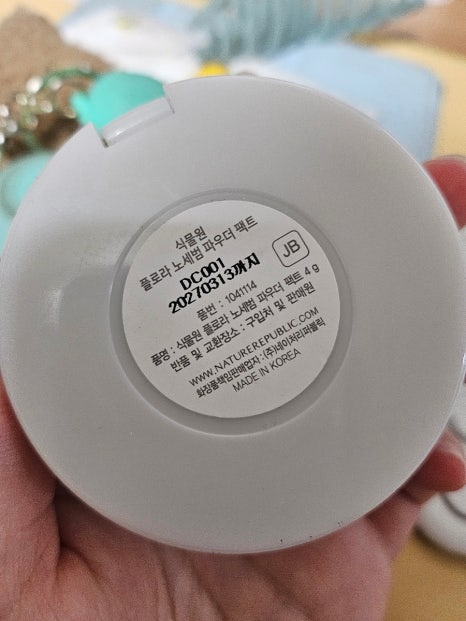 식물원
플로라 노세범 파우더 팩트
DC001
20270313까지
JB
품번 : 1041114
품명 : 식물원 플로라 노세범 파우더 팩트 4 g
반품 및 교환장소 : 구입처 및 판매원
WWW.NATUREREPUBLIC.COM
화장품책임판매업자 : (주)네이처리퍼블릭
MADE IN KOREA